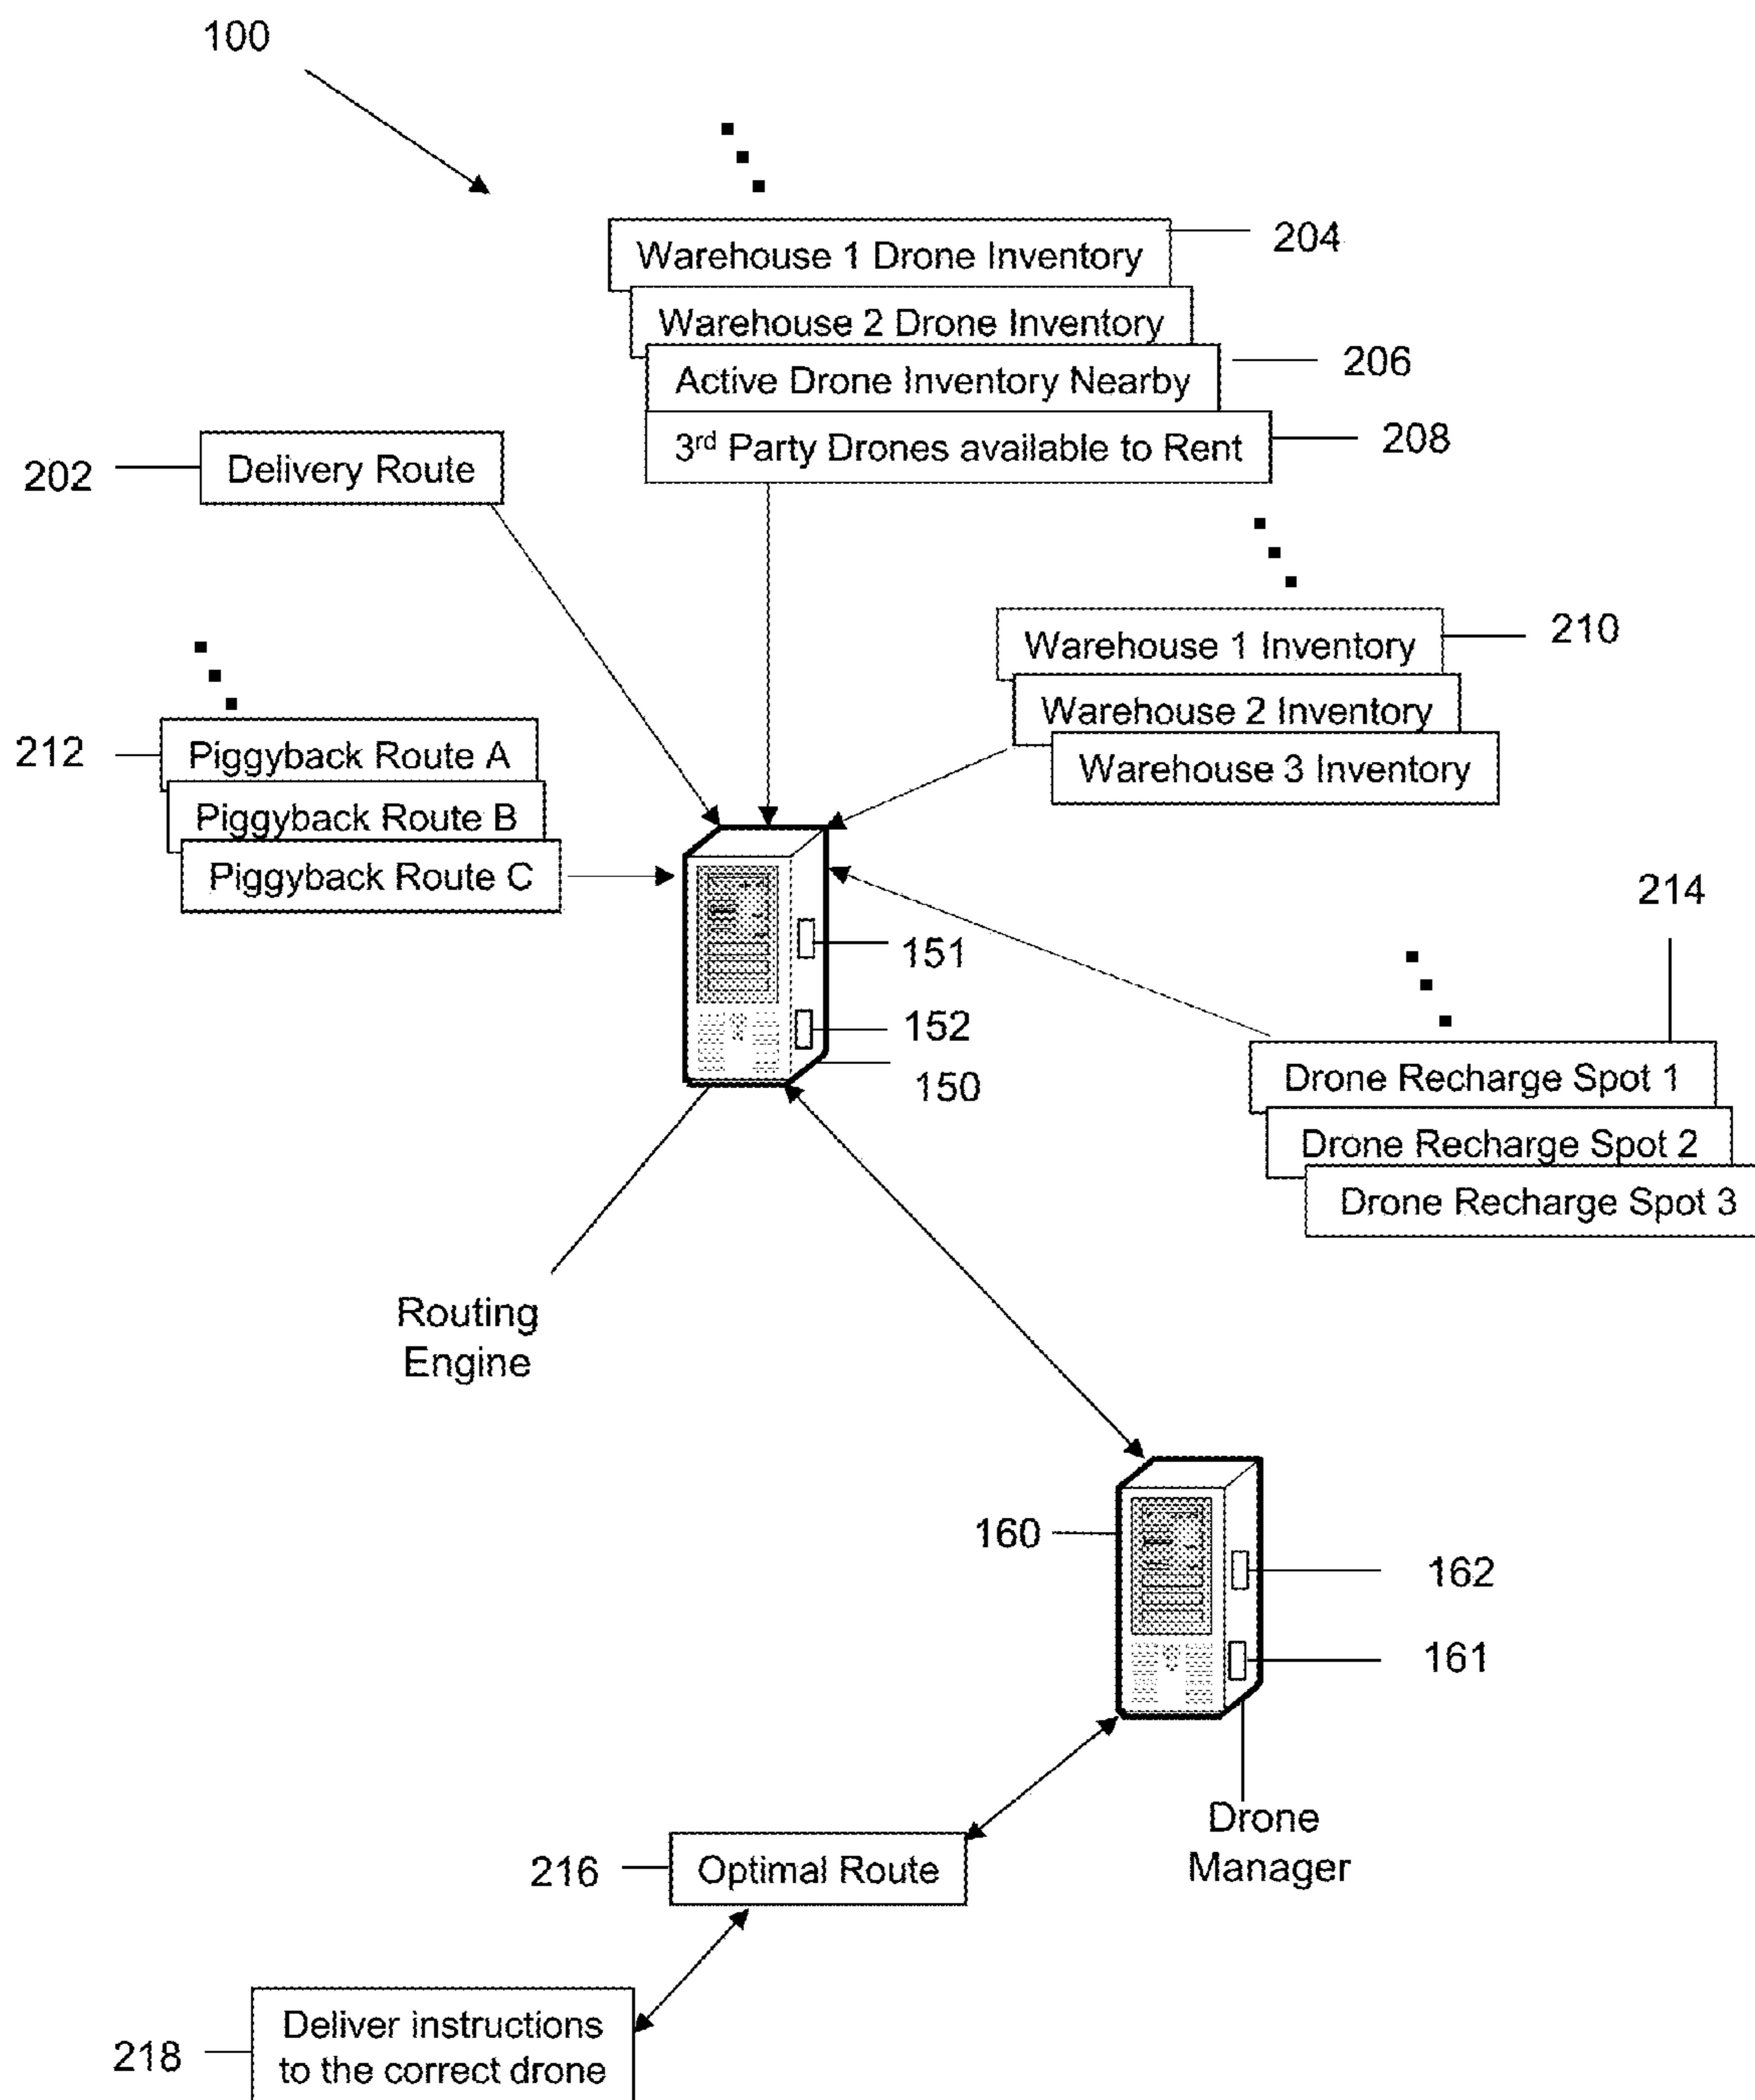 100
Warehouse 1 Drone Inventory
204
Warehouse 2 Drone Inventory
Active Drone Inventory Nearby
206
3rd Party Drones available to Rent
208
202
Delivery Route
Warehouse 1 Inventory
210
Warehouse 2 Inventory
Warehouse 3 Inventory
212
Piggyback Route A
Piggyback Route B
Piggyback Route C
214
151
152
150
Drone Recharge Spot 1
Drone Recharge Spot 2
Drone Recharge Spot 3
Routing
Engine
160
162
161
Drone
Manager
216
Optimal Route
218
Deliver instructions
to the correct drone